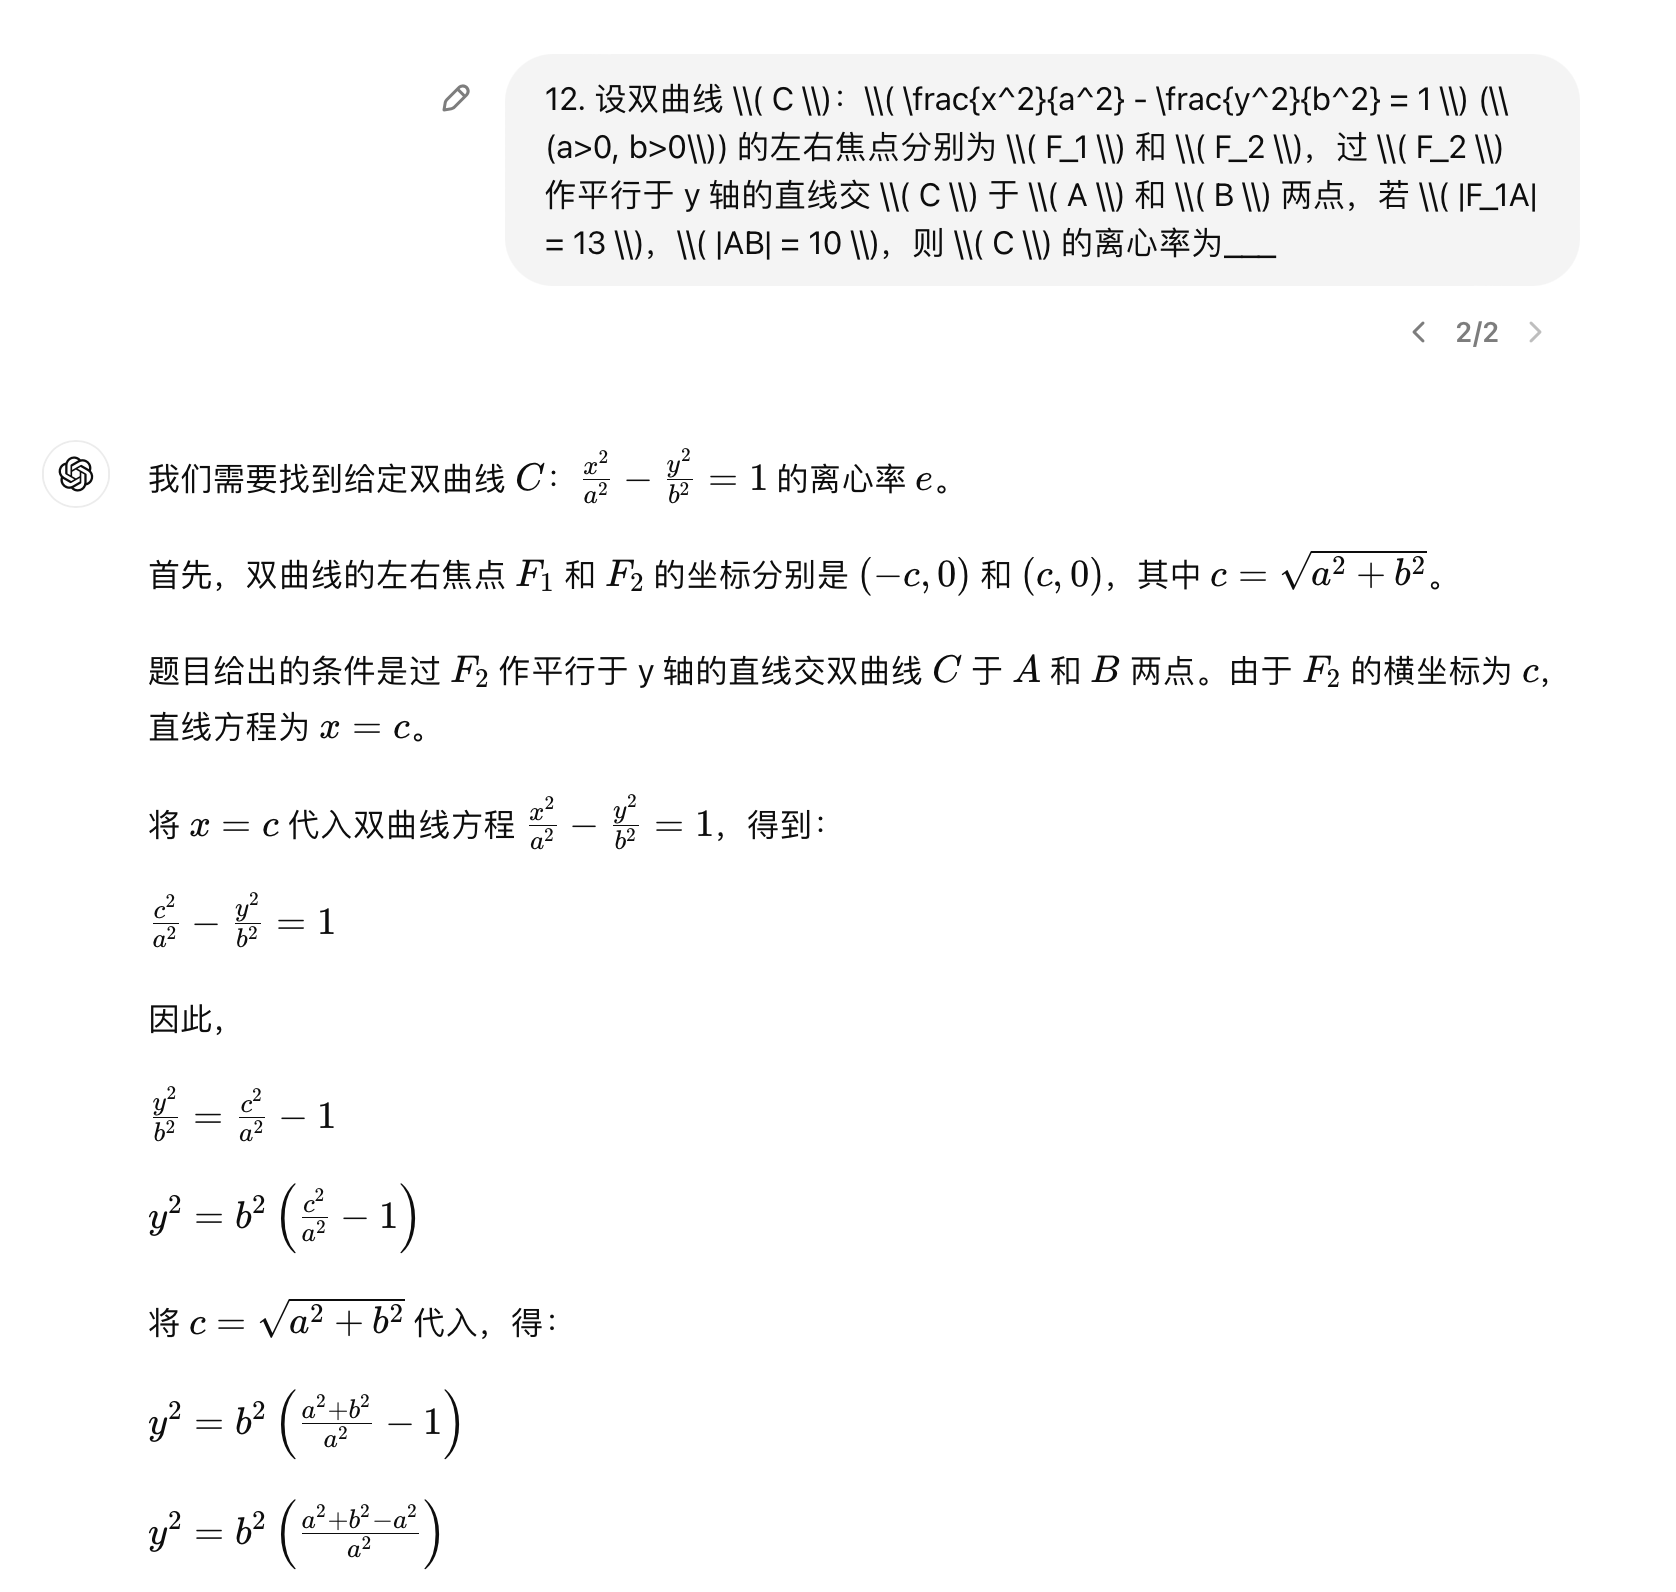 12. 设双曲线 \\( C \\)：\\( \frac{x^2}{a^2} - \frac{y^2}{b^2} = 1 \\) (\\
(a>0, b>0\\)) 的左右焦点分别为 \\( F_1 \\) 和 \\( F_2 \\)，过 \\( F_2 \\)
作平行于 y 轴的直线交 \\( C \\) 于 \\( A \\) 和 \\( B \\) 两点，若 \\( |F_1A|
= 13 \\)，\\( |AB| = 10 \\)，则 \\( C \\) 的离心率为___
2/2
我们需要找到给定双曲线 $C$：$\frac{x^2}{a^2} - \frac{y^2}{b^2} = 1$ 的离心率 $e$。
首先，双曲线的左右焦点 $F_1$ 和 $F_2$ 的坐标分别是 $(-c, 0)$ 和 $(c, 0)$，其中 $c = \sqrt{a^2 + b^2}$。
题目给出的条件是过 $F_2$ 作平行于 y 轴的直线交双曲线 $C$ 于 $A$ 和 $B$ 两点。由于 $F_2$ 的横坐标为 $c$,
直线方程为 $x = c$。
将 $x = c$ 代入双曲线方程 $\frac{x^2}{a^2} - \frac{y^2}{b^2} = 1$，得到：
$\frac{c^2}{a^2} - \frac{y^2}{b^2} = 1$
因此，
$\frac{y^2}{b^2} = \frac{c^2}{a^2} - 1$
$y^2 = b^2 \left( \frac{c^2}{a^2} - 1 \right)$
将 $c = \sqrt{a^2 + b^2}$ 代入，得：
$y^2 = b^2 \left( \frac{a^2+b^2}{a^2} - 1 \right)$
$y^2 = b^2 \left( \frac{a^2+b^2-a^2}{a^2} \right)$